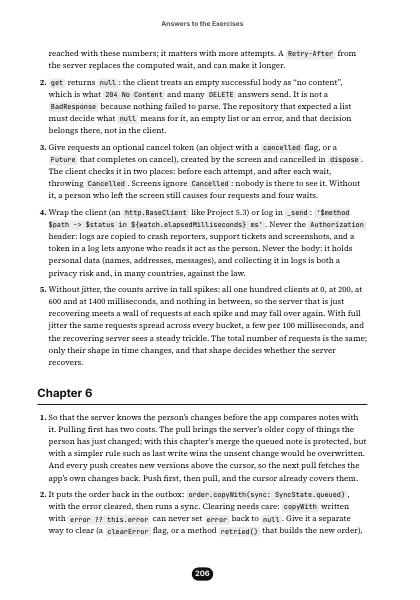 Answers to the Exercises
reached with these numbers; it matters with more attempts. A Retry-After from
the server replaces the computed wait, and can make it longer.
2. get returns null: the client treats an empty successful body as “no content”,
which is what 204 No Content and many DELETE answers send. It is not a
BadResponse because nothing failed to parse. The repository that expected a list
must decide what null means for it, an empty list or an error, and that decision
belongs there, not in the client.
3. Give requests an optional cancel token (an object with a cancelled flag, or a
Future that completes on cancel), created by the screen and cancelled in dispose.
The client checks it in two places: before each attempt, and after each wait,
throwing Cancelled. Screens ignore Cancelled: nobody is there to see it. Without
it, a person who left the screen still causes four requests and four waits.
4. Wrap the client (an http.BaseClient like Project 5.3) or log in _send: '$method
$path -> $status in ${watch.elapsedMilliseconds} ms'. Never the Authorization
header: logs are copied to crash reporters, support tickets and screenshots, and a
token in a log lets anyone who reads it act as the person. Never the body: it holds
personal data (names, addresses, messages), and collecting it in logs is both a
privacy risk and, in many countries, against the law.
5. Without jitter, the counts arrive in tall spikes: all one hundred clients at 0, at 200, at
600 and at 1400 milliseconds, and nothing in between, so the server that is just
recovering meets a wall of requests at each spike and may fall over again. With full
jitter the same requests spread across every bucket, a few per 100 milliseconds, and
the recovering server sees a steady trickle. The total number of requests is the same;
only their shape in time changes, and that shape decides whether the server
recovers.
Chapter 6
1. So that the server knows the person’s changes before the app compares notes with
it. Pulling first has two costs. The pull brings the server’s older copy of things the
person has just changed; with this chapter’s merge the queued note is protected, but
with a simpler rule such as last write wins the unsent change would be overwritten.
And every push creates new versions above the cursor, so the next pull fetches the
app’s own changes back. Push first, then pull, and the cursor already covers them.
2. It puts the order back in the outbox: order.copyWith(sync: SyncState.queued),
with the error cleared, then runs a sync. Clearing needs care: copyWith written
with error ?? this.error can never set error back to null. Give it a separate
way to clear (a clearError flag, or a method retried() that builds the new order),
206